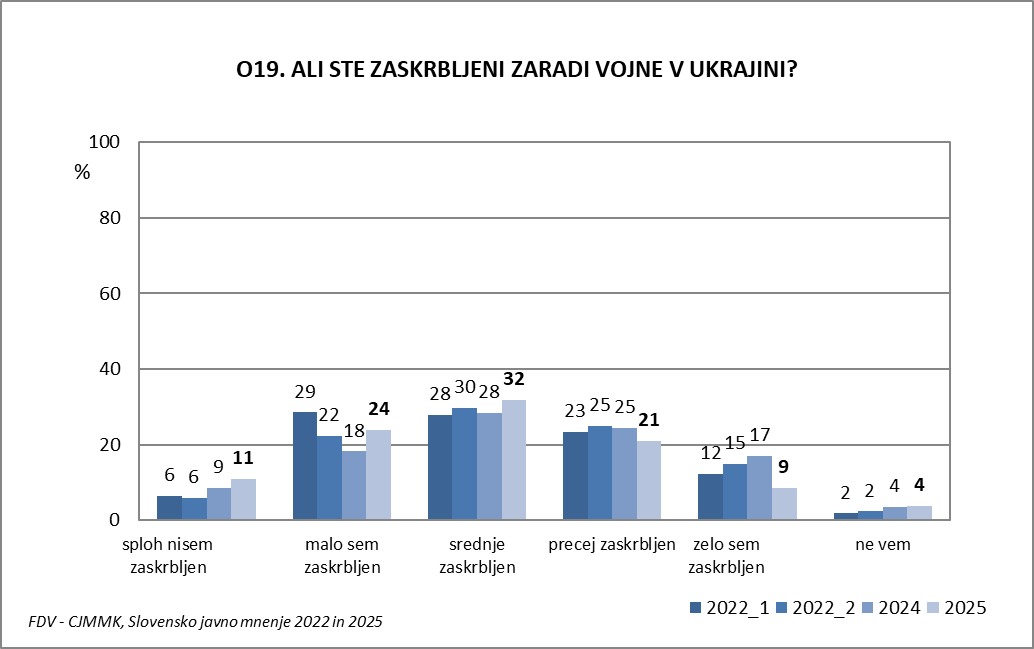 O19. ALI STE ZASKRBLJENI ZARADI VOJNE V UKRAJINI?
100
%
80
60
40
20
0
6 6 9 11
29 22 18 24
28 30 28 32
23 25 25 21
12 15 17 9
2 2 4 4
sploh nisem
zaskrbljen
malo sem
zaskrbljen
srednje
zaskrbljen
precej zaskrbljen
zelo sem
zaskrbljen
ne vem
2022_1 2022_2 2024 2025
FDV - CJMMK, Slovensko javno mnenje 2022 in 2025